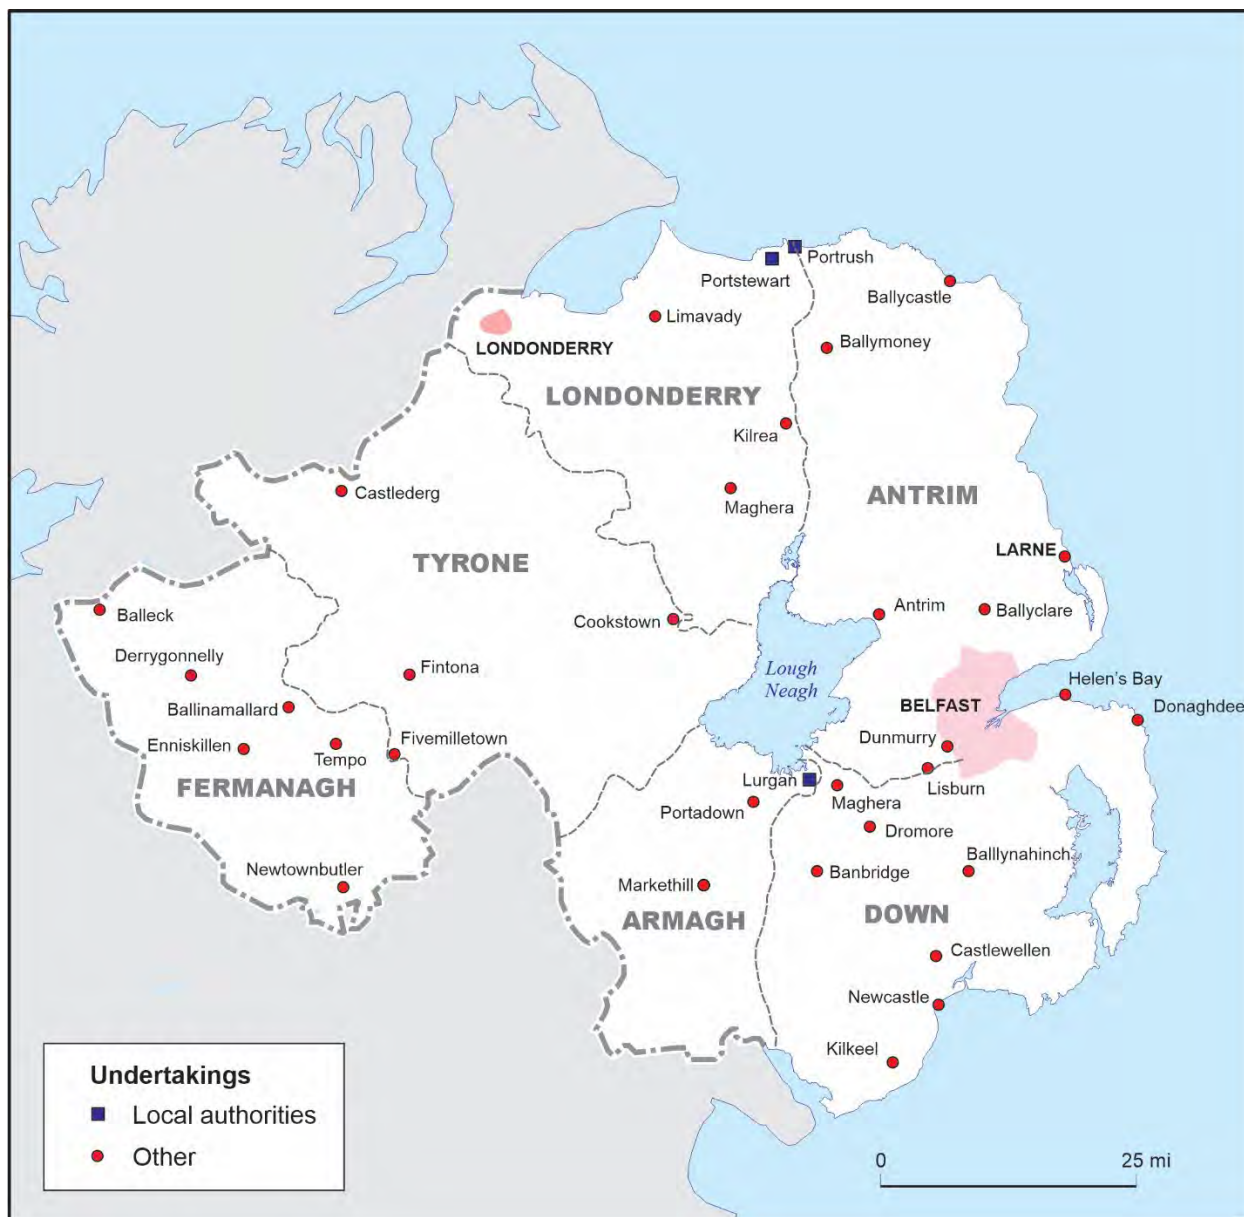 Portrush
Portstewart
Ballycastle
Limavady
LONDONDERRY
Ballymoney
LONDONDERRY
Kilrea
Castlederg
Maghera
ANTRIM
LARNE
TYRONE
Balleck
Cookstown
Antrim
Ballyclare
Derrygonnelly
Fintona
Lough
Neagh
Helen's Bay
Ballinamallard
BELFAST
Donaghdee
Enniskillen
Tempo
Fivemilletown
Dunmurry
FERMANAGH
Lurgan
Lisburn
Portadown
Maghera
Dromore
Newtownbutler
Markethill
Banbridge
Balllynahinch
ARMAGH
DOWN
Castlewellen
Newcastle
Kilkeel
Undertakings
Local authorities
Other
0
25 mi